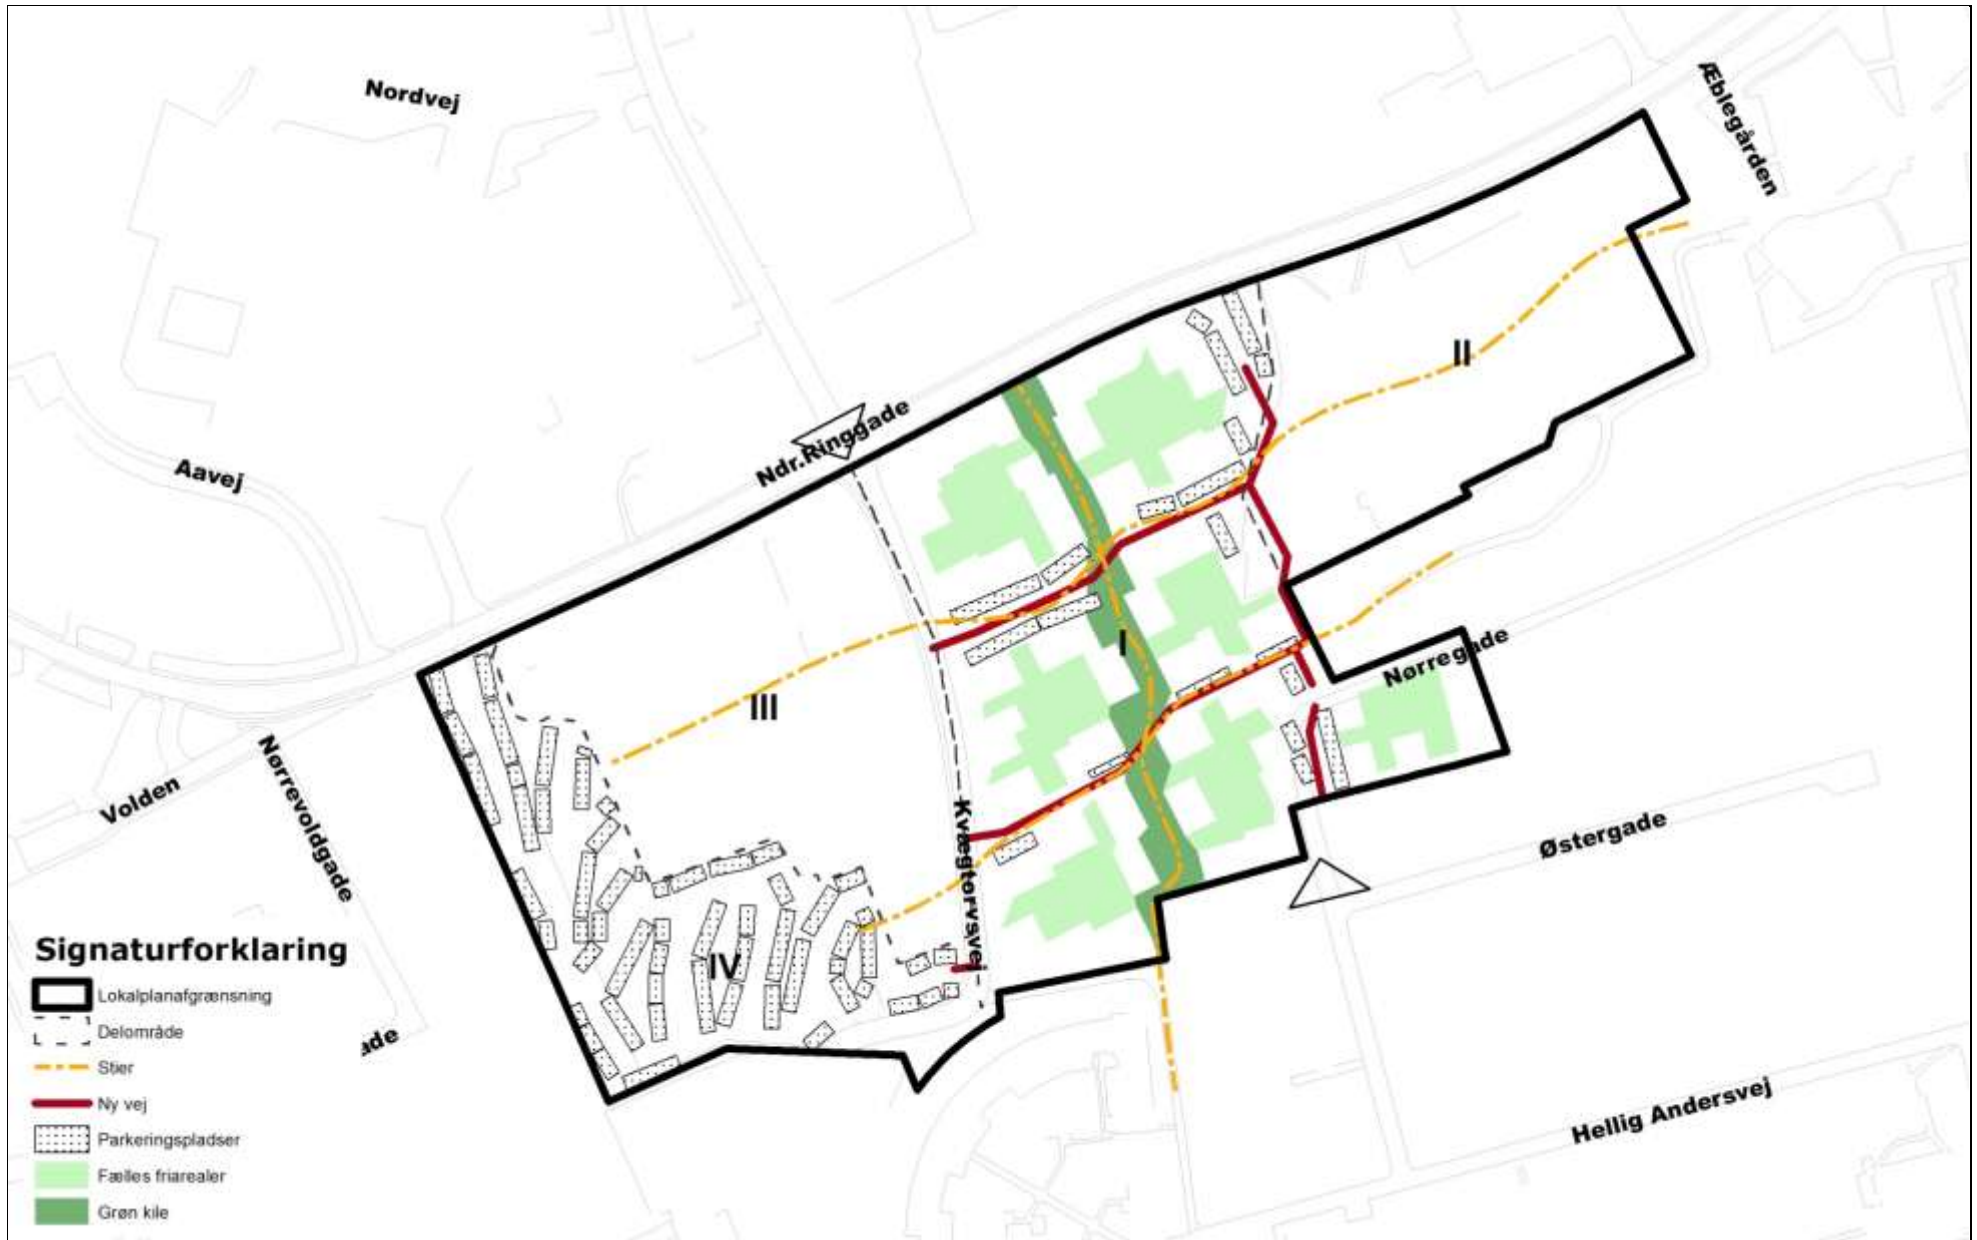 Nordvej
Æblegården
II
Ndr.Ringgade
Aavej
I
Nørregade
III
Nørrevoldgade
Volden
Kvægtorvsvej
Østergade
IV
Signaturforklaring
Lokalplanafgrænsning
Delområde
Stier
Ny vej
Parkeringspladser
Fælles friarealer
Grøn kile
Hellig Andersvej